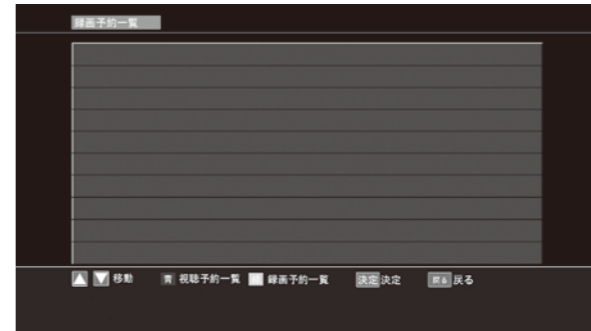 録画予約一覧
▲ ▼ 移動 青 視聴予約一覧 録画予約一覧 決定 決定 戻る 戻る